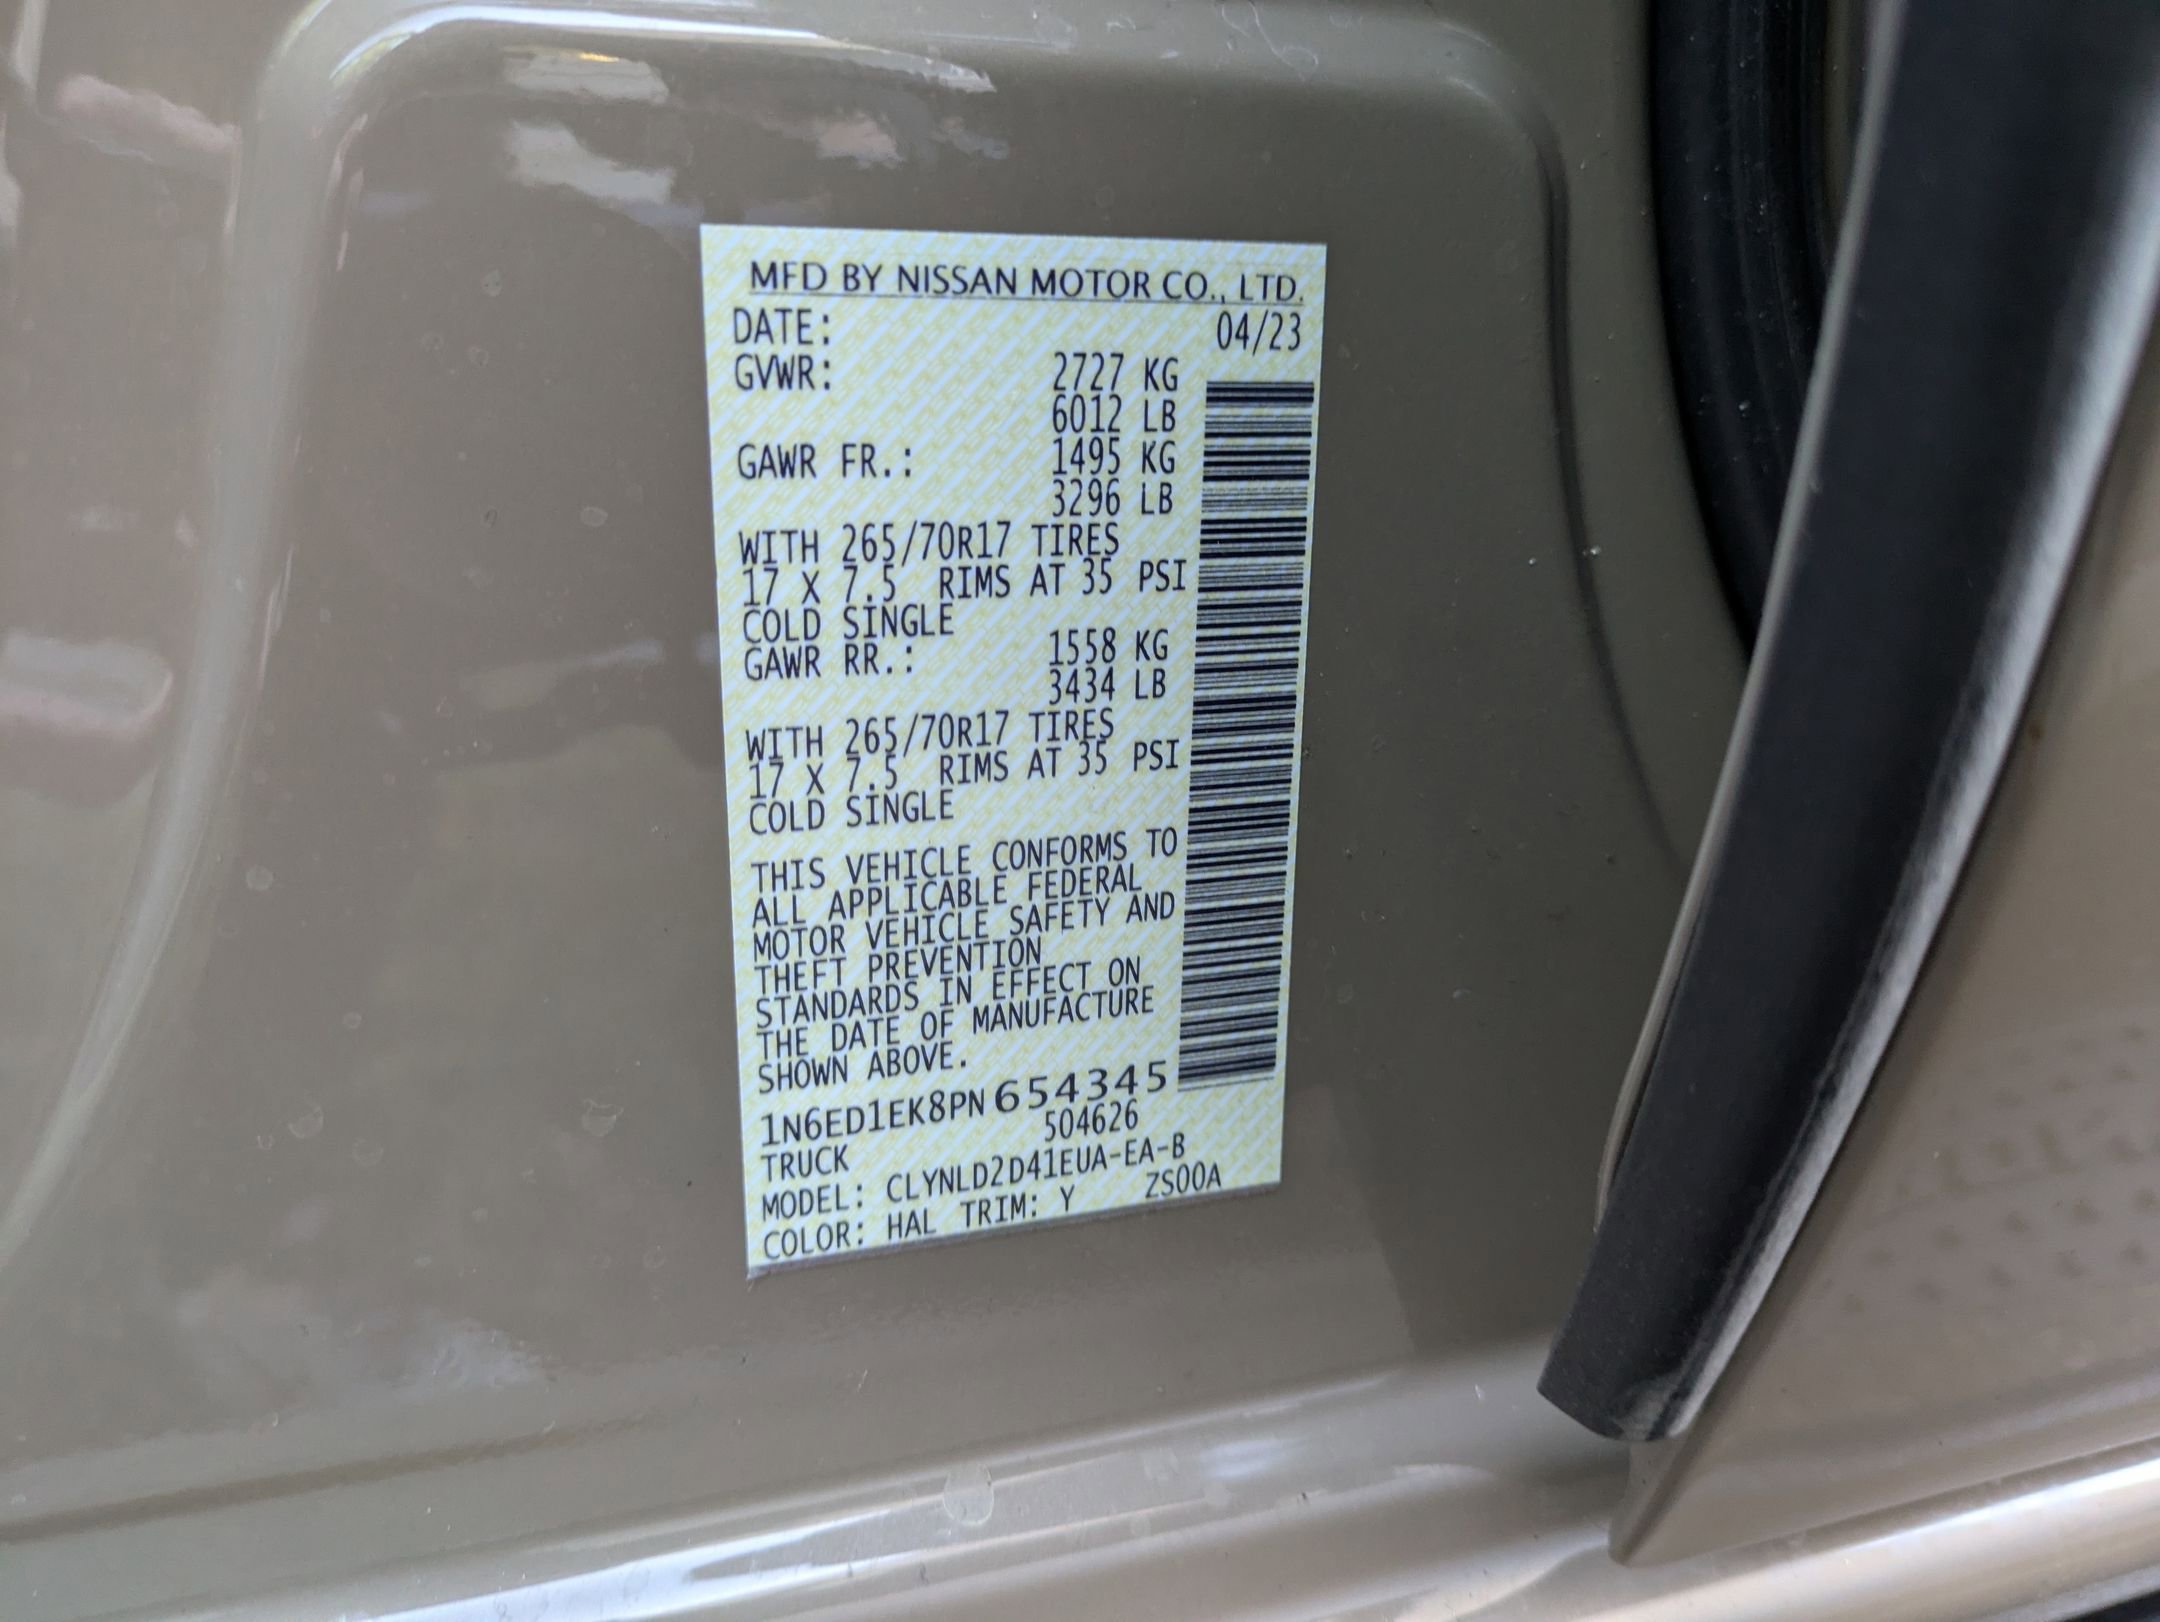 MFD BY NISSAN MOTOR CO., LTD.
DATE: 04/23
GVWR: 2727 KG
6012 LB
GAWR FR.: 1495 KG
3296 LB
WITH 265/70R17 TIRES
17 X 7.5 RIMS AT 35 PSI
COLD SINGLE
GAWR RR.: 1558 KG
3434 LB
WITH 265/70R17 TIRES
17 X 7.5 RIMS AT 35 PSI
COLD SINGLE
THIS VEHICLE CONFORMS TO
ALL APPLICABLE FEDERAL
MOTOR VEHICLE SAFETY AND
THEFT PREVENTION
STANDARDS IN EFFECT ON
THE DATE OF MANUFACTURE
SHOWN ABOVE.
1N6ED1EK8PN654345
TRUCK 504626
MODEL: CLYNLD2D41EUA-EA-B
COLOR: HAL TRIM: Y ZS00A